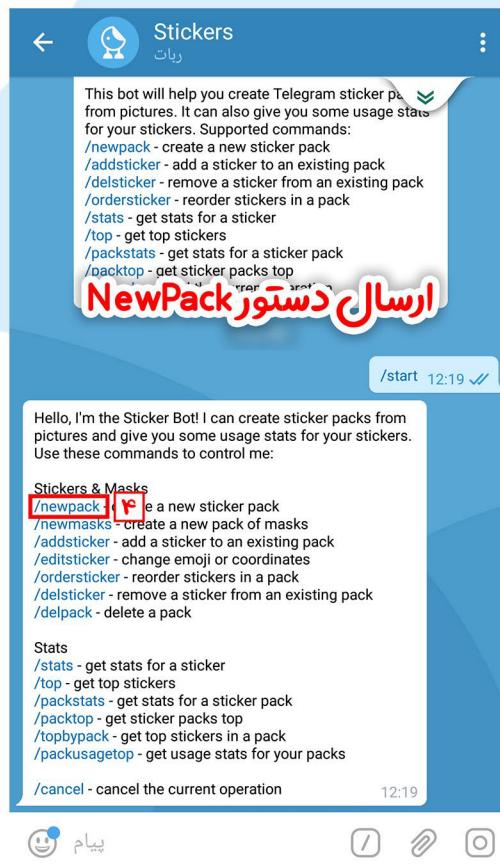 Stickers
ربات
This bot will help you create Telegram sticker
from pictures. It can also give you some usage stats
for your stickers. Supported commands:
/newpack - create a new sticker pack
/addsticker - add a sticker to an existing pack
/delsticker - remove a sticker from an existing pack
/ordersticker - reorder stickers in a pack
/stats - get stats for a sticker
/top - get top stickers
/packstats - get stats for a sticker pack
/packtop - get sticker packs top
ارسال دستور NewPack
/start 12:19
Hello, I'm the Sticker Bot! I can create sticker packs from
pictures and give you some usage stats for your stickers.
Use these commands to control me:
Stickers & Masks
/newpack - ۴ a new sticker pack
/newmasks - create a new pack of masks
/addsticker - add a sticker to an existing pack
/editsticker - change emoji or coordinates
/ordersticker - reorder stickers in a pack
/delsticker - remove a sticker from an existing pack
/delpack - delete a pack
Stats
/stats - get stats for a sticker
/top - get top stickers
/packstats - get stats for a sticker pack
/packtop - get sticker packs top
/topbypack - get top stickers in a pack
/packusagetop - get usage stats for your packs
/cancel - cancel the current operation
12:19
پیام